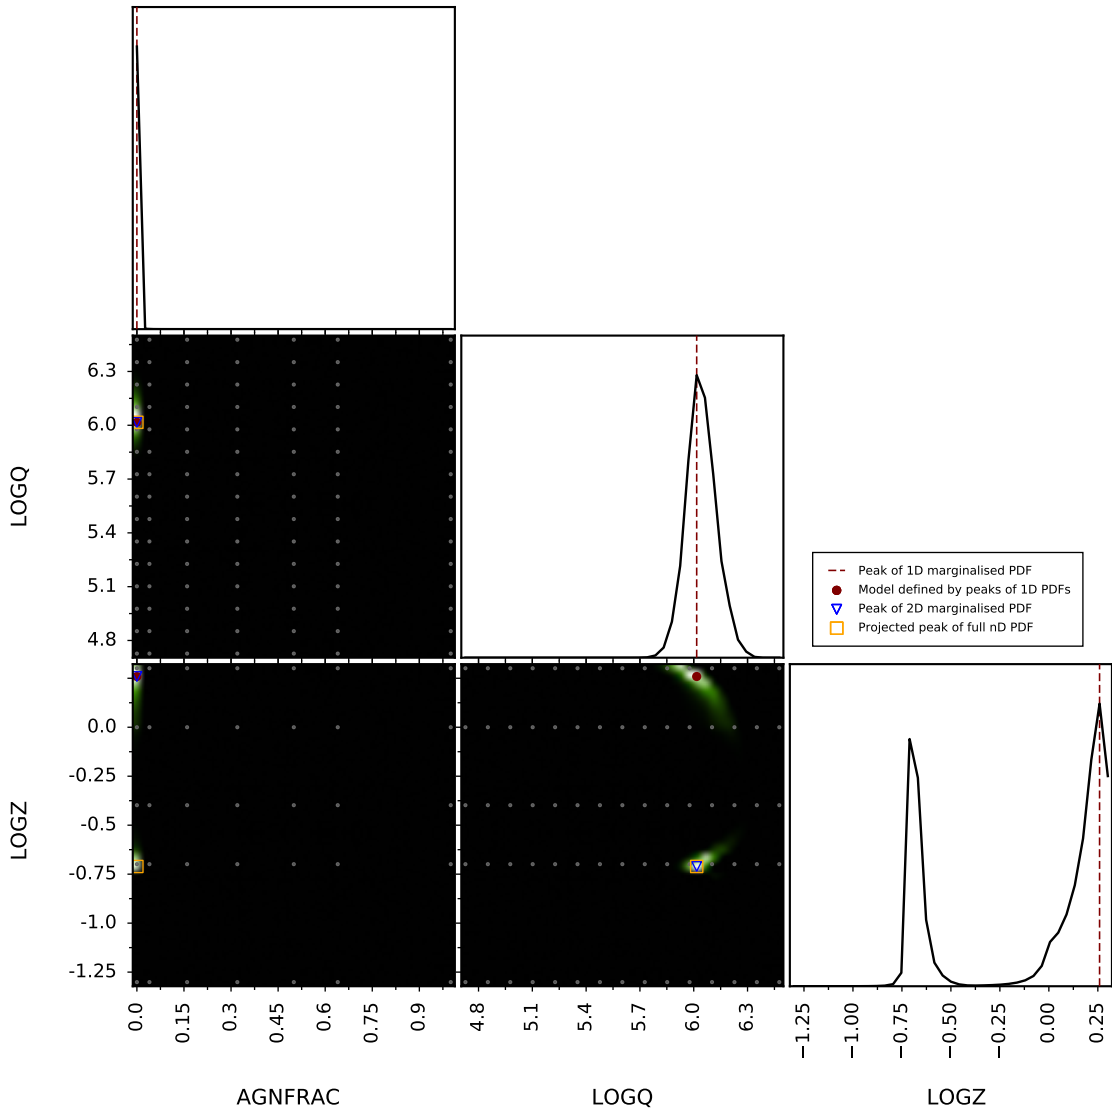 6.3
6.0
5.7
5.4
5.1
4.8
LOGQ
Peak of 1D marginalised PDF
Model defined by peaks of 1D PDFs
Peak of 2D marginalised PDF
Projected peak of full nD PDF
0.0
-0.25
-0.5
-0.75
-1.0
-1.25
LOGZ
0.0 0.15 0.3 0.45 0.6 0.75 0.9
4.8 5.1 5.4 5.7 6.0 6.3
−1.25 −1.00 −0.75 −0.50 −0.25 0.00 0.25
AGNFRAC LOGQ LOGZ